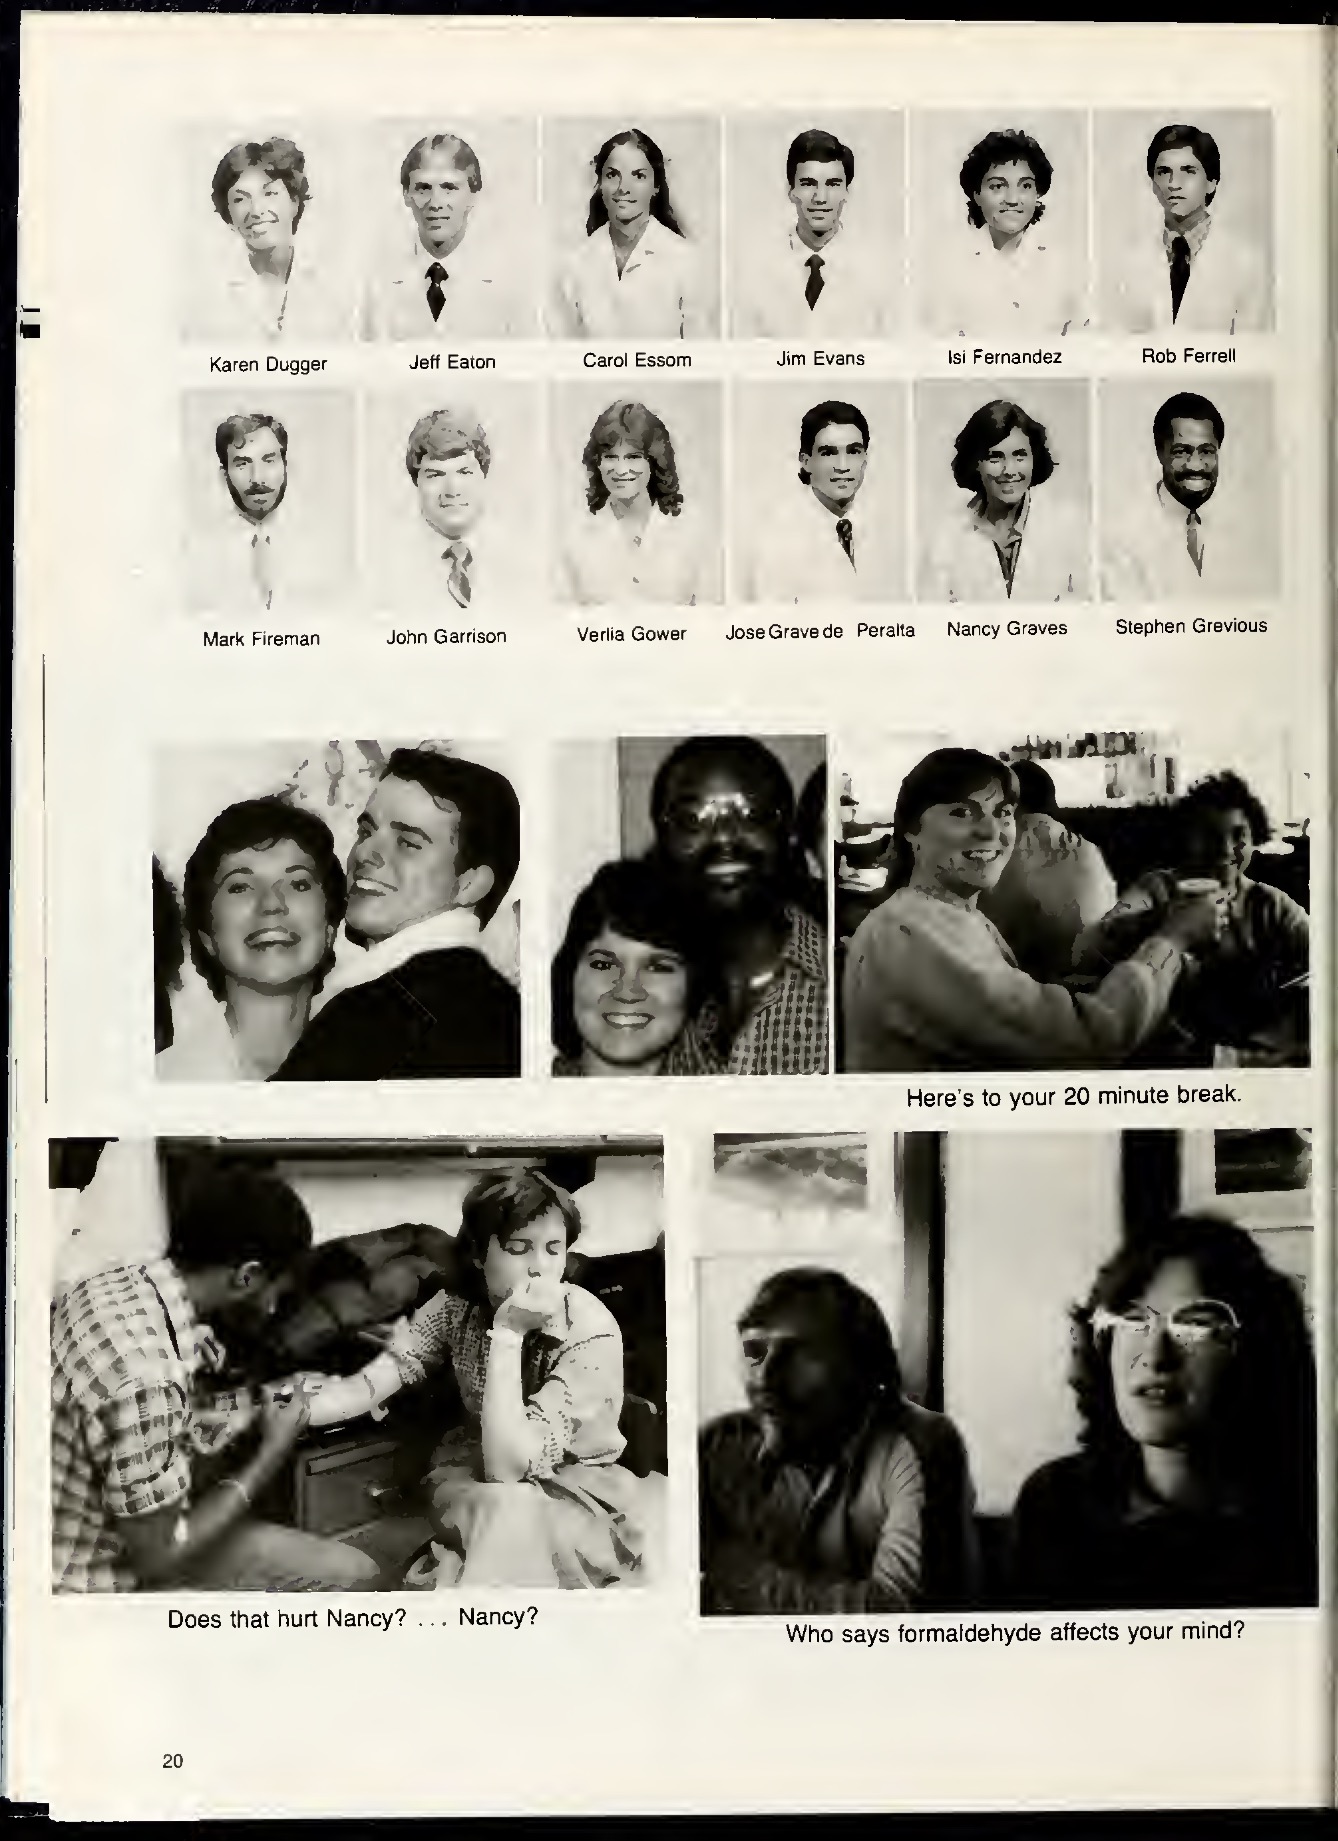 Karen Dugger
Jeff Eaton
Carol Essom
Jim Evans
Isi Fernandez
Rob Ferrell
Mark Fireman
John Garrison
Verlia Gower
Jose Grave de Peralta
Nancy Graves
Stephen Grevious
Here's to your 20 minute break.
Does that hurt Nancy? ... Nancy?
Who says formaldehyde affects your mind?
20